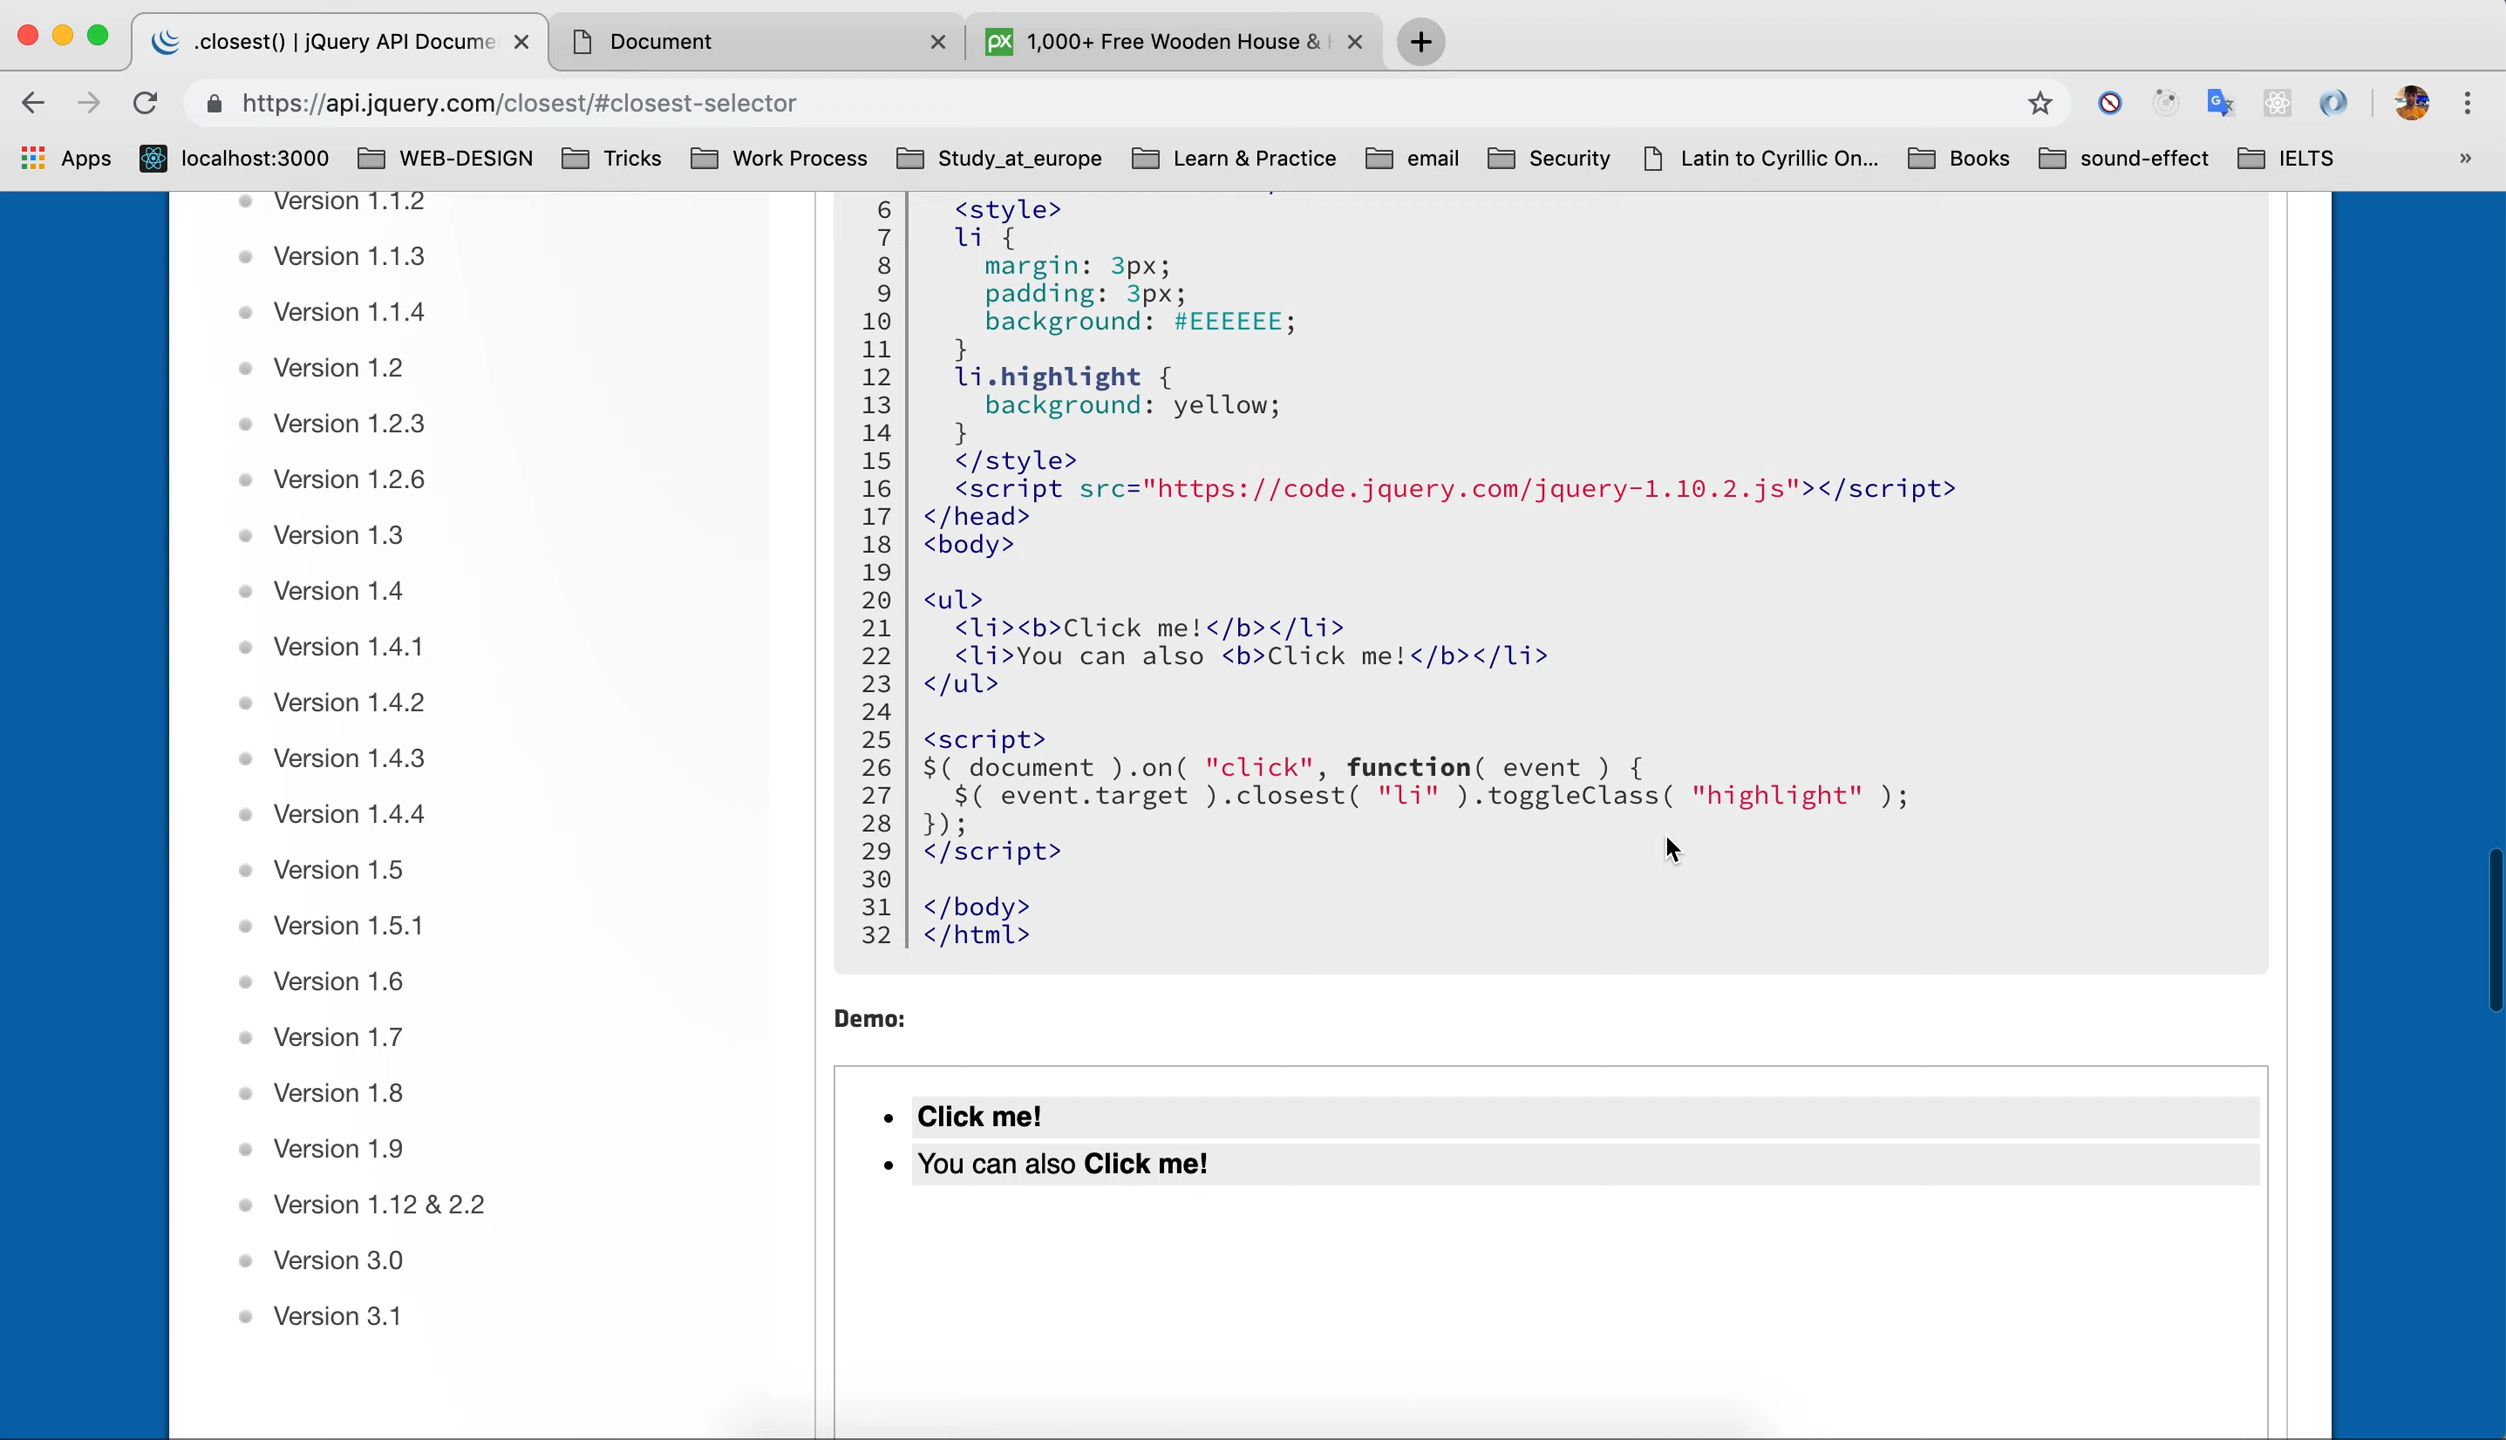 .closest() | jQuery API Docume
Document
1,000+ Free Wooden House &
https://api.jquery.com/closest/#closest-selector
Apps
localhost:3000
WEB-DESIGN
Tricks
Work Process
Study_at_europe
Learn & Practice
email
Security
Latin to Cyrillic On...
Books
sound-effect
IELTS
»
Version 1.1.2
Version 1.1.3
Version 1.1.4
Version 1.2
Version 1.2.3
Version 1.2.6
Version 1.3
Version 1.4
Version 1.4.1
Version 1.4.2
Version 1.4.3
Version 1.4.4
Version 1.5
Version 1.5.1
Version 1.6
Version 1.7
Version 1.8
Version 1.9
Version 1.12 & 2.2
Version 3.0
Version 3.1
6 <style>
7 li {
8 margin: 3px;
9 padding: 3px;
10 background: #EEEEEE;
11 }
12 li.highlight {
13 background: yellow;
14 }
15 </style>
16 <script src="https://code.jquery.com/jquery-1.10.2.js"></script>
17 </head>
18 <body>
19
20 <ul>
21 <li><b>Click me!</b></li>
22 <li>You can also <b>Click me!</b></li>
23 </ul>
24
25 <script>
26 $( document ).on( "click", function( event ) {
27 $( event.target ).closest( "li" ).toggleClass( "highlight" );
28 });
29 </script>
30
31 </body>
32 </html>
Demo:
• Click me!
• You can also Click me!